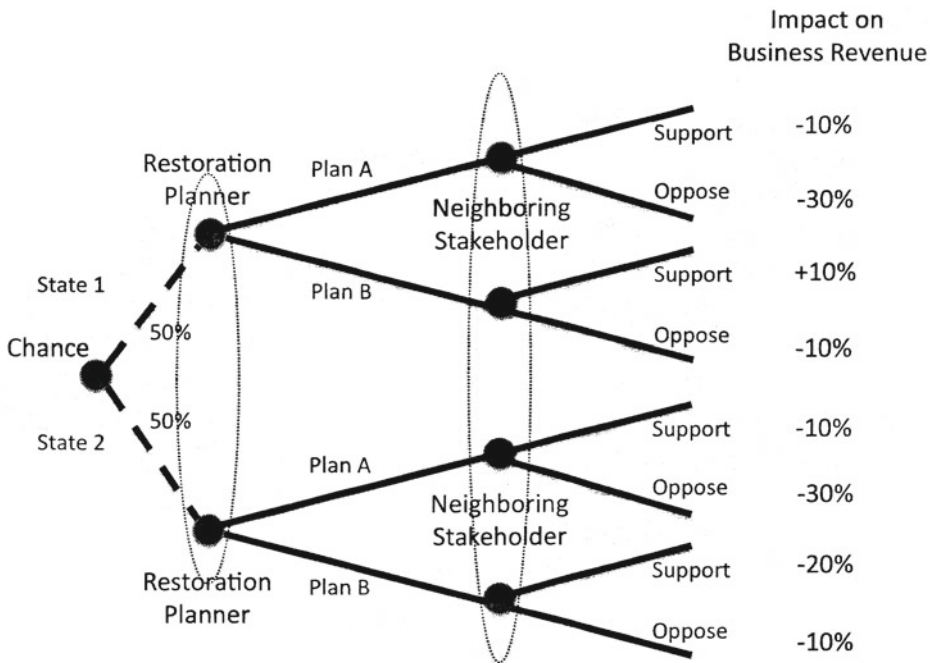 Impact on
Business Revenue
Support
-10%
Restoration
Planner
Plan A
Oppose
-30%
Neighboring
Stakeholder
Support
+10%
State 1
Plan B
50%
Oppose
-10%
Chance
50%
Support
-10%
State 2
Plan A
Oppose
-30%
Neighboring
Stakeholder
Support
-20%
Restoration
Planner
Plan B
Oppose
-10%